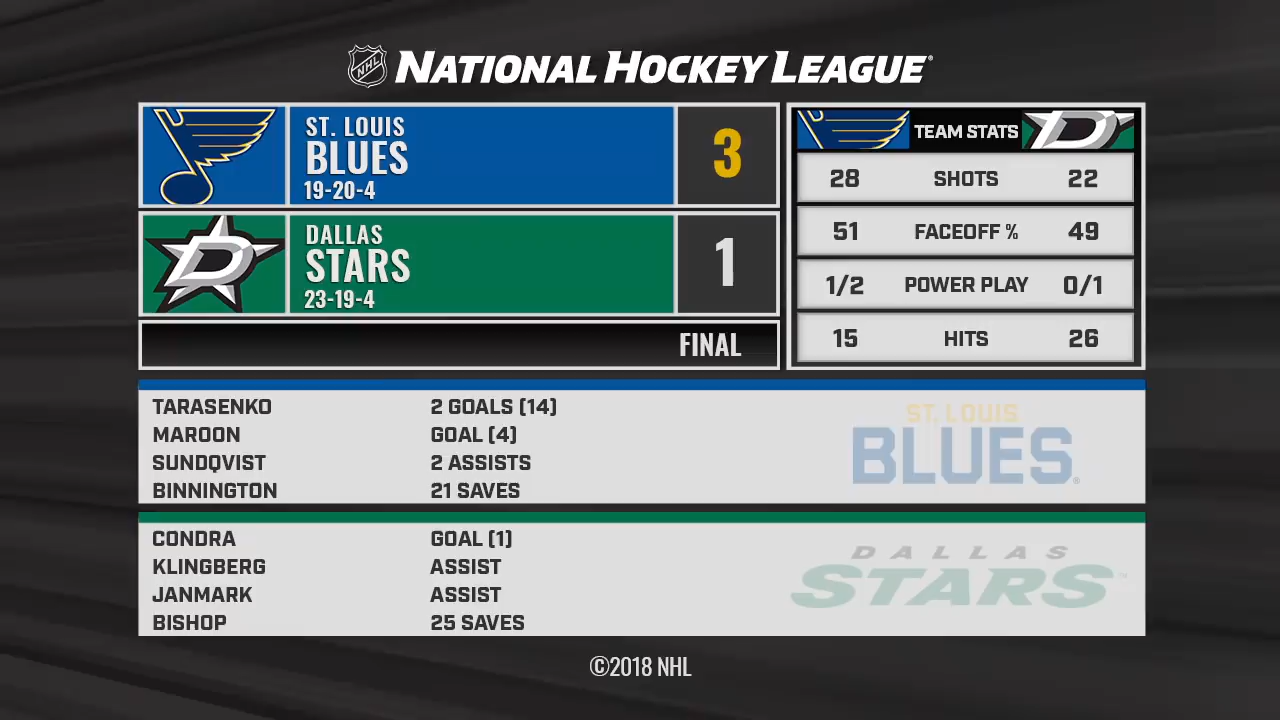 NHL NATIONAL HOCKEY LEAGUE®
ST. LOUIS
BLUES
19-20-4
3
DALLAS
STARS
23-19-4
1
FINAL
TEAM STATS
28 SHOTS 22
51 FACEOFF % 49
1/2 POWER PLAY 0/1
15 HITS 26
TARASENKO 2 GOALS (14)
MAROON GOAL (4)
SUNDQVIST 2 ASSISTS
BINNINGTON 21 SAVES
ST. LOUIS
BLUES®
CONDRA GOAL (1)
KLINGBERG ASSIST
JANMARK ASSIST
BISHOP 25 SAVES
DALLAS
STARS™
©2018 NHL